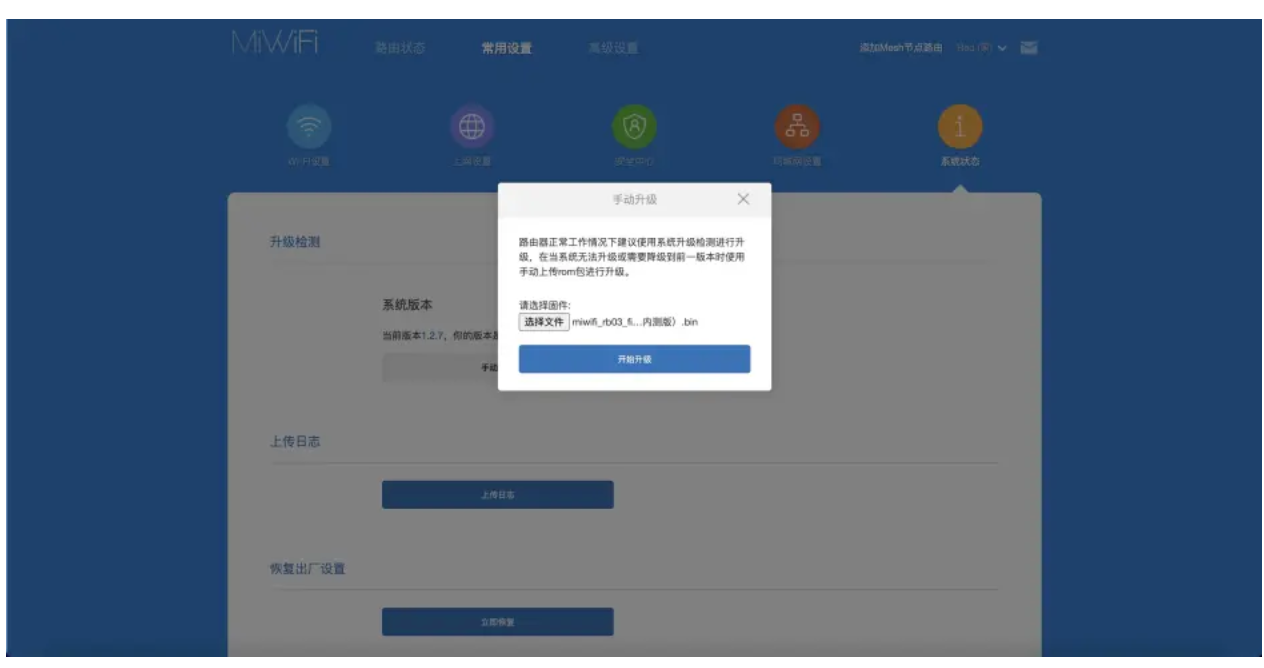 MiWiFi
路由状态 常用设置 高级设置 添加Mesh节点路由
Wi-Fi设置 上网设置 安全中心 局域网设置 系统状态
手动升级
升级检测
路由器正常工作情况下建议使用系统升级检测进行升
级，在当系统无法升级或需要降级到前一版本时使用
手动上传rom包进行升级。
系统版本
请选择固件:
选择文件 miwifi_rb03_fi...内测版）.bin
当前版本1.2.7，你的版本
手动
开始升级
上传日志
上传日志
恢复出厂设置
立即恢复